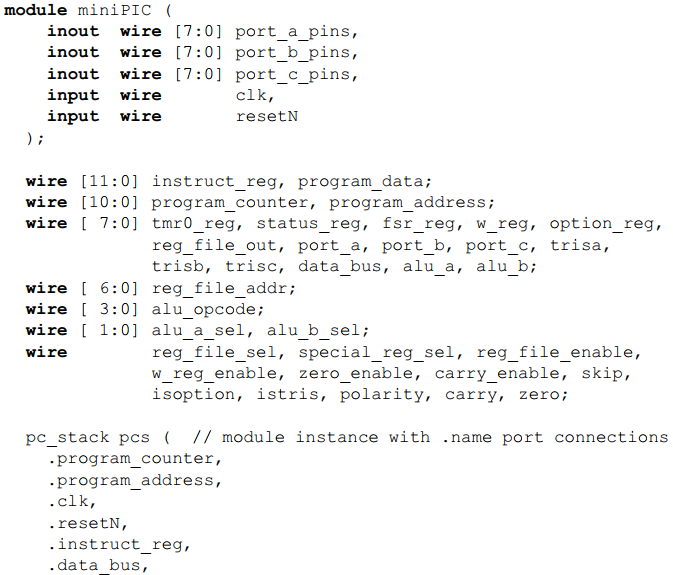 module miniPIC (
    inout  wire [7:0] port_a_pins,
    inout  wire [7:0] port_b_pins,
    inout  wire [7:0] port_c_pins,
    input  wire       clk,
    input  wire       resetN
  );

  wire [11:0] instruct_reg, program_data;
  wire [10:0] program_counter, program_address;
  wire [ 7:0] tmr0_reg, status_reg, fsr_reg, w_reg, option_reg,
              reg_file_out, port_a, port_b, port_c, trisa,
              trisb, trisc, data_bus, alu_a, alu_b;
  wire [ 6:0] reg_file_addr;
  wire [ 3:0] alu_opcode;
  wire [ 1:0] alu_a_sel, alu_b_sel;
  wire        reg_file_sel, special_reg_sel, reg_file_enable,
              w_reg_enable, zero_enable, carry_enable, skip,
              isoption, istris, polarity, carry, zero;

  pc_stack pcs (  // module instance with .name port connections
    .program_counter,
    .program_address,
    .clk,
    .resetN,
    .instruct_reg,
    .data_bus,